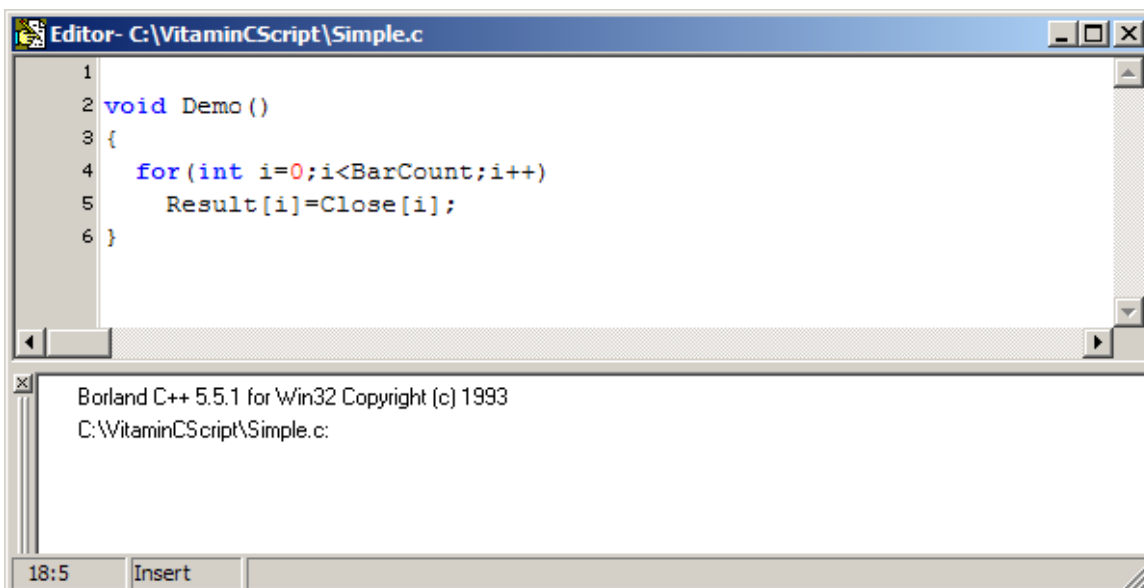 Editor- C:\VitaminCScript\Simple.c
1
2 void Demo()
3 {
4   for(int i=0;i<BarCount;i++)
5     Result[i]=Close[i];
6 }
Borland C++ 5.5.1 for Win32 Copyright (c) 1993
C:\VitaminCScript\Simple.c:
18:5 Insert